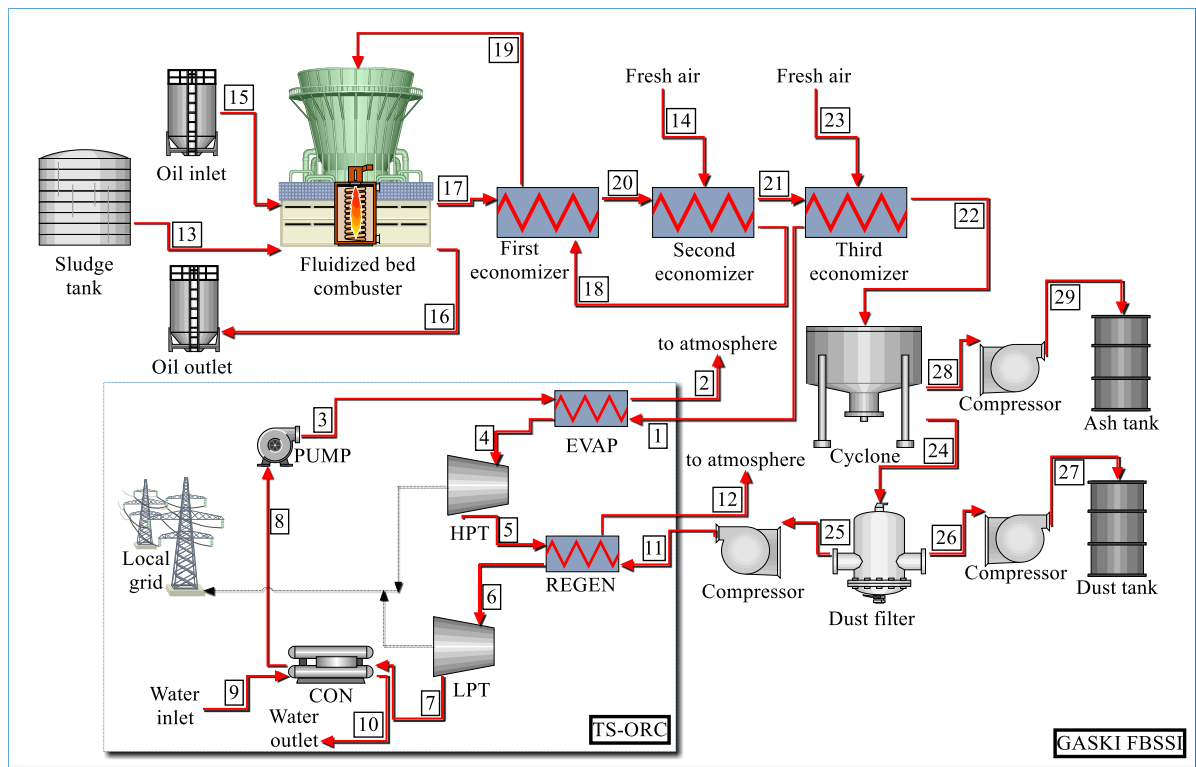 19
Fresh air
Fresh air
15
14
23
Oil inlet
17
20
21
22
13
First
economizer
Second
economizer
Third
economizer
Sludge
tank
Fluidized bed
combuster
18
29
16
Oil outlet
to atmosphere
2
28
Compressor
Ash tank
3
4
EVAP
1
PUMP
Cyclone
24
to atmosphere
12
27
8
HPT
5
11
25
26
Local
grid
REGEN
Compressor
Compressor
Dust tank
6
Dust filter
Water
inlet
9
CON
7
LPT
Water
outlet
10
TS-ORC
GASKI FBSSI